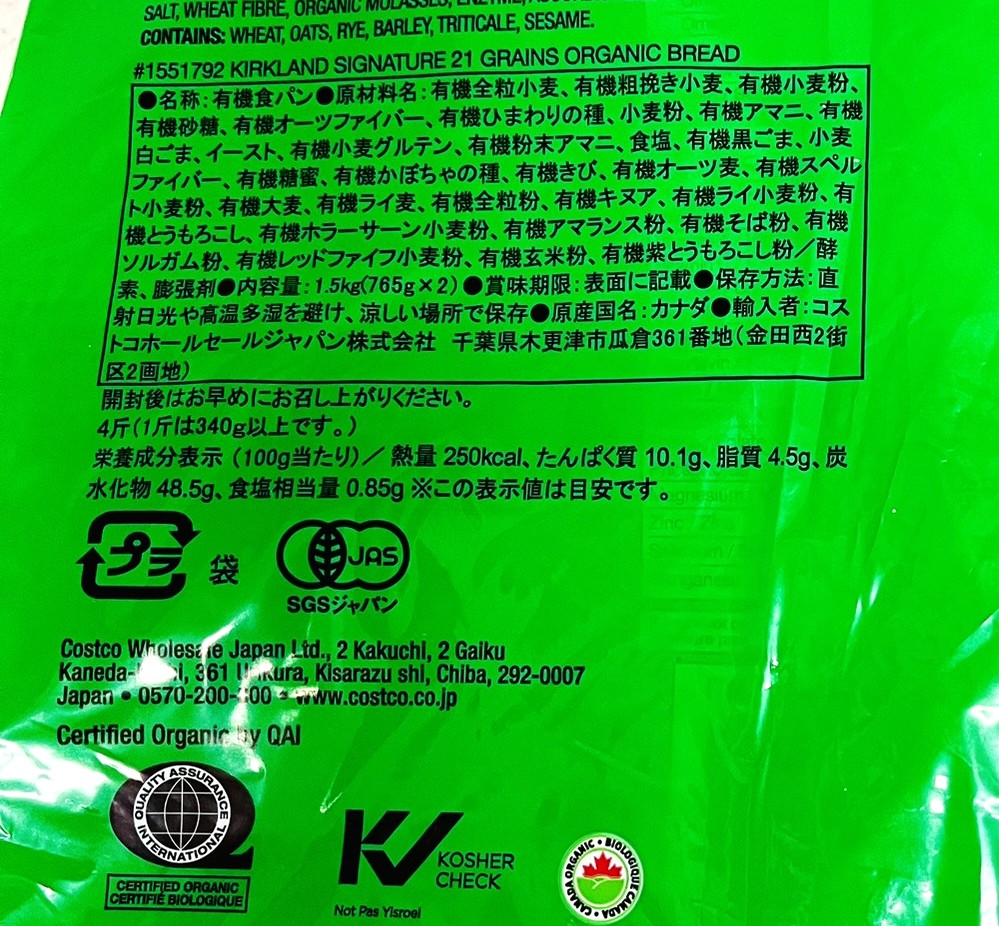 SALT, WHEAT FIBRE, ORGANIC MOLASSES,
CONTAINS: WHEAT, OATS, RYE, BARLEY, TRITICALE, SESAME.
#1551792 KIRKLAND SIGNATURE 21 GRAINS ORGANIC BREAD
●名称：有機食パン●原材料名：有機全粒小麦、有機粗挽き小麦、有機小麦粉、
有機砂糖、有機オーツファイバー、有機ひまわりの種、小麦粉、有機アマニ、有機
白ごま、イースト、有機小麦グルテン、有機粉末アマニ、食塩、有機黒ごま、小麦
ファイバー、有機糖蜜、有機かぼちゃの種、有機きび、有機オーツ麦、有機スペル
ト小麦粉、有機大麦、有機ライ麦、有機全粒粉、有機キヌア、有機ライ小麦粉、有
機とうもろこし、有機ホラーサーン小麦粉、有機アマランス粉、有機そば粉、有機
ソルガム粉、有機レッドファイフ小麦粉、有機玄米粉、有機紫とうもろこし粉／酵
素、膨張剤●内容量：1.5kg(765g×2)●賞味期限：表面に記載●保存方法：直
射日光や高温多湿を避け、涼しい場所で保存●原産国名：カナダ●輸入者：コス
トコホールセールジャパン株式会社 千葉県木更津市瓜倉361番地(金田西2街
区2画地)
開封後はお早めにお召し上がりください。
4斤(1斤は340g以上です。)
栄養成分表示 (100g当たり)／ 熱量 250kcal、たんぱく質 10.1g、脂質 4.5g、炭
水化物 48.5g、食塩相当量 0.85g ※この表示値は目安です。
プラ 袋
JAS
SGSジャパン
Costco Wholesale Japan Ltd., 2 Kakuchi, 2 Gaiku
361 Kisarazu shi, Chiba, 292-0007
Japan • 0570-200- • www.costco.co.jp
Certified Organic by QAI
QUALITY ASSURANCE INTERNATIONAL
CERTIFIED ORGANIC
CERTIFIÉ BIOLOGIQUE
KOSHER
CHECK
Not Pas Yisroel
CANADA ORGANIC • BIOLOGIQUE CANADA •